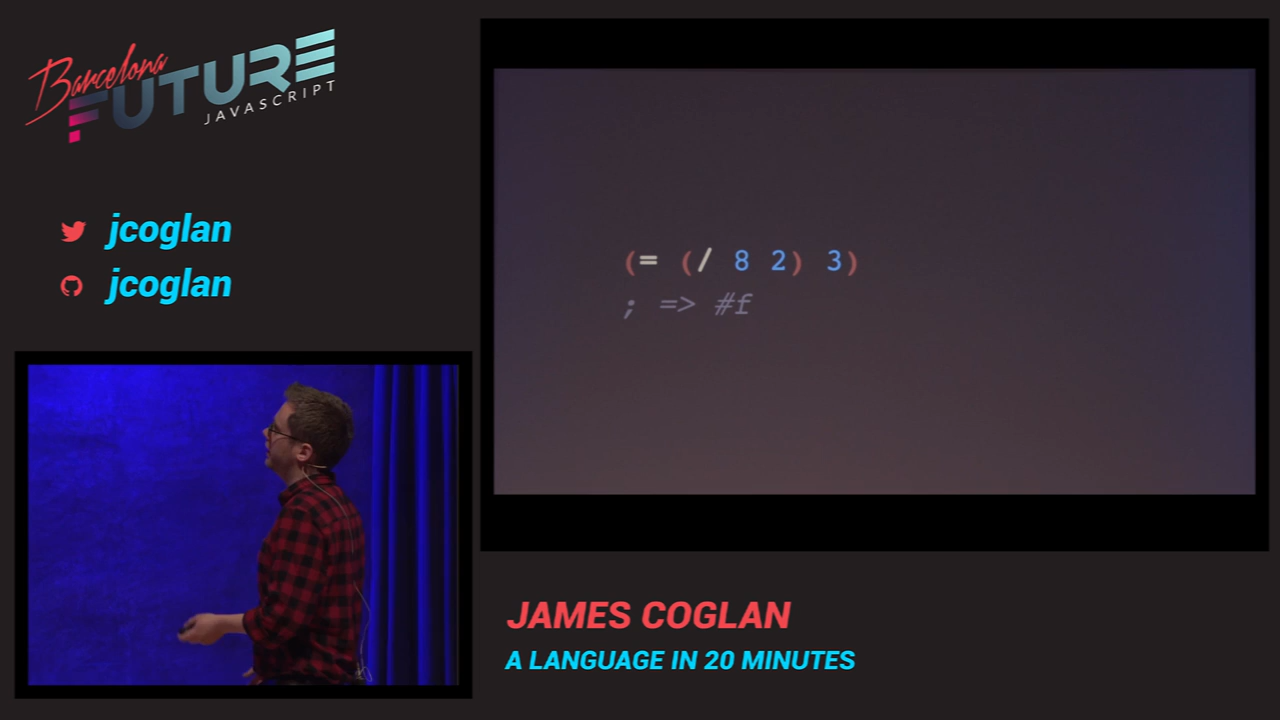 Barcelona
FUTURE
JAVASCRIPT
jcoglan
jcoglan
(= (/ 8 2) 3)
; => #f
JAMES COGLAN
A LANGUAGE IN 20 MINUTES